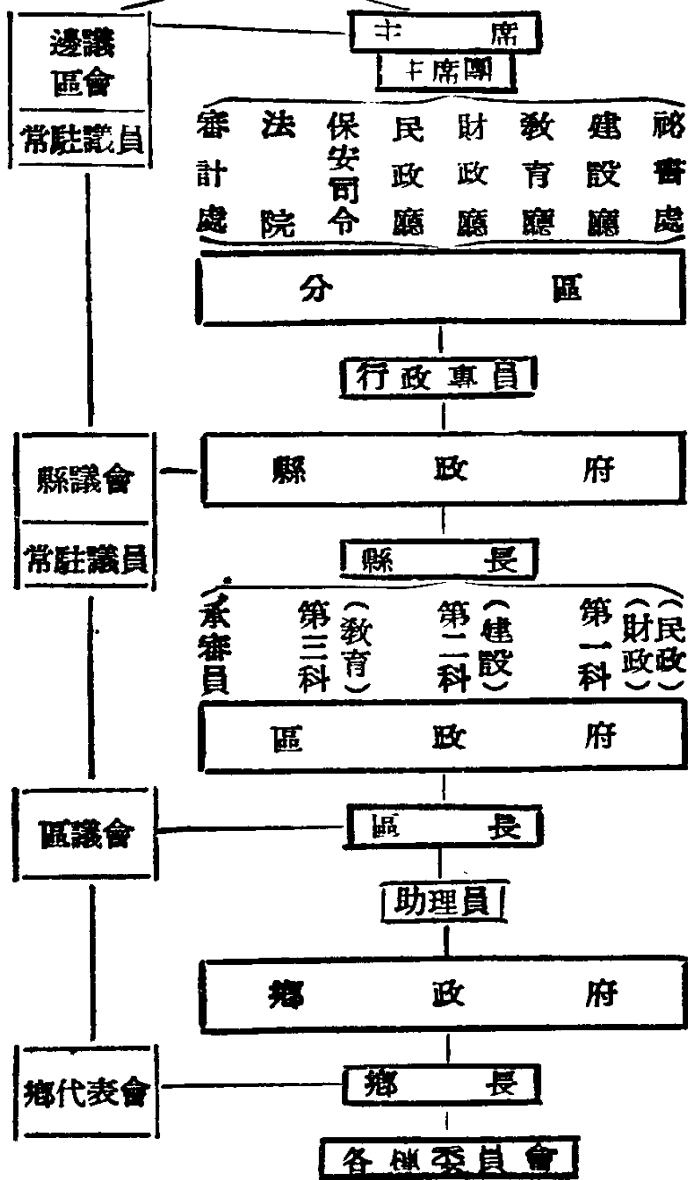 邊議
區會
常駐議員
主席
主席團
審計處
法院
保安司令
民政廳
財政廳
教育廳
建設廳
祕書處
分區
行政專員
縣議會
常駐議員
縣政府
縣長
承審員
第三科
(教育)
第二科
(建設)
第一科
(財政)
(民政)
區政府
區議會
區長
助理員
鄉政府
鄉代表會
鄉長
各種委員會